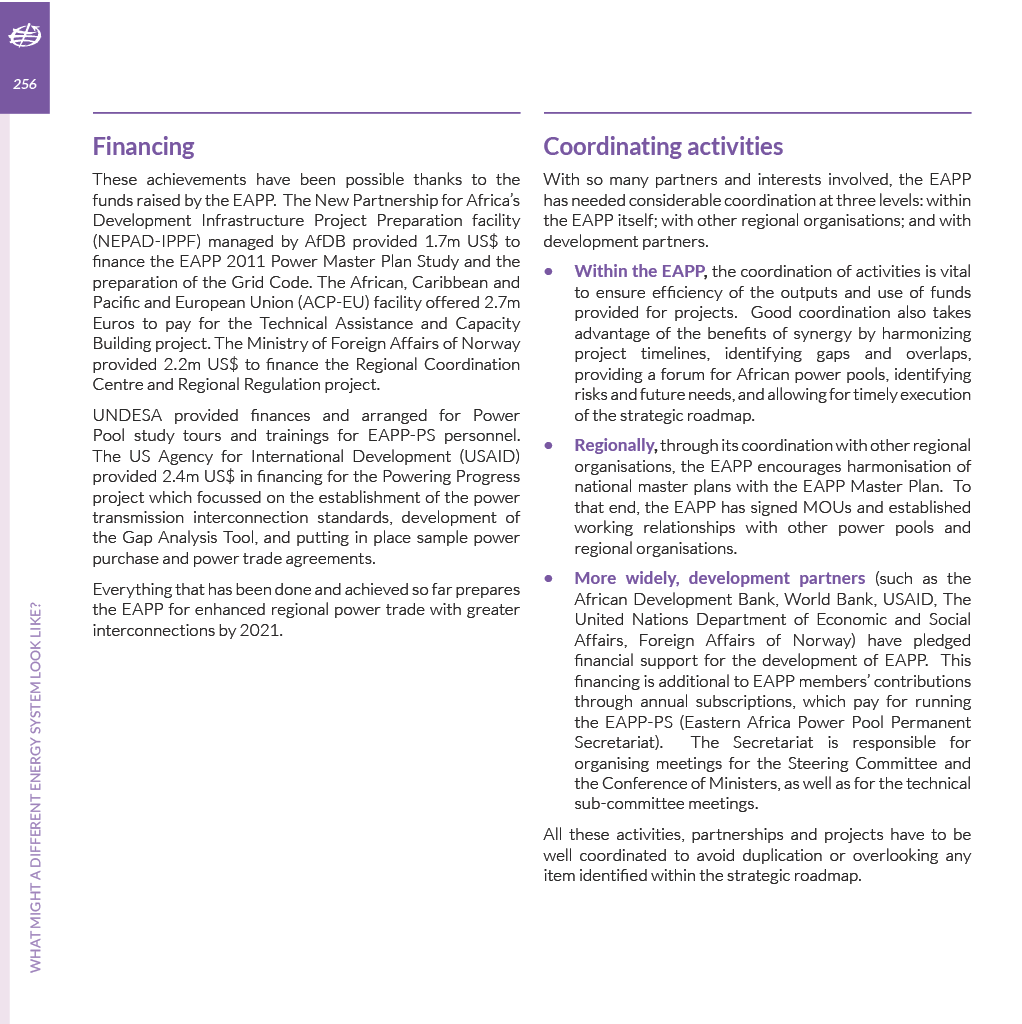 256
Financing
These achievements have been possible thanks to the
funds raised by the EAPP. The New Partnership for Africa's
Development Infrastructure Project Preparation facility
(NEPAD-IPPF) managed by AfDB provided 1.7m US$ to
finance the EAPP 2011 Power Master Plan Study and the
preparation of the Grid Code. The African, Caribbean and
Pacific and European Union (ACP-EU) facility offered 2.7m
Euros to pay for the Technical Assistance and Capacity
Building project. The Ministry of Foreign Affairs of Norway
provided 2.2m US$ to finance the Regional Coordination
Centre and Regional Regulation project.
UNDESA provided finances and arranged for Power
Pool study tours and trainings for EAPP-PS personnel.
The US Agency for International Development (USAID)
provided 2.4m US$ in financing for the Powering Progress
project which focussed on the establishment of the power
transmission interconnection standards, development of
the Gap Analysis Tool, and putting in place sample power
purchase and power trade agreements.
Everything that has been done and achieved so far prepares
the EAPP for enhanced regional power trade with greater
interconnections by 2021.
Coordinating activities
With so many partners and interests involved, the EAPP
has needed considerable coordination at three levels: within
the EAPP itself; with other regional organisations; and with
development partners.
• Within the EAPP, the coordination of activities is vital
to ensure efficiency of the outputs and use of funds
provided for projects. Good coordination also takes
advantage of the benefits of synergy by harmonizing
project timelines, identifying gaps and overlaps,
providing a forum for African power pools, identifying
risks and future needs, and allowing for timely execution
of the strategic roadmap.
• Regionally, through its coordination with other regional
organisations, the EAPP encourages harmonisation of
national master plans with the EAPP Master Plan. To
that end, the EAPP has signed MOUs and established
working relationships with other power pools and
regional organisations.
• More widely, development partners (such as the
African Development Bank, World Bank, USAID, The
United Nations Department of Economic and Social
Affairs, Foreign Affairs of Norway) have pledged
financial support for the development of EAPP. This
financing is additional to EAPP members' contributions
through annual subscriptions, which pay for running
the EAPP-PS (Eastern Africa Power Pool Permanent
Secretariat). The Secretariat is responsible for
organising meetings for the Steering Committee and
the Conference of Ministers, as well as for the technical
sub-committee meetings.
All these activities, partnerships and projects have to be
well coordinated to avoid duplication or overlooking any
item identified within the strategic roadmap.
WHAT MIGHT A DIFFERENT ENERGY SYSTEM LOOK LIKE?